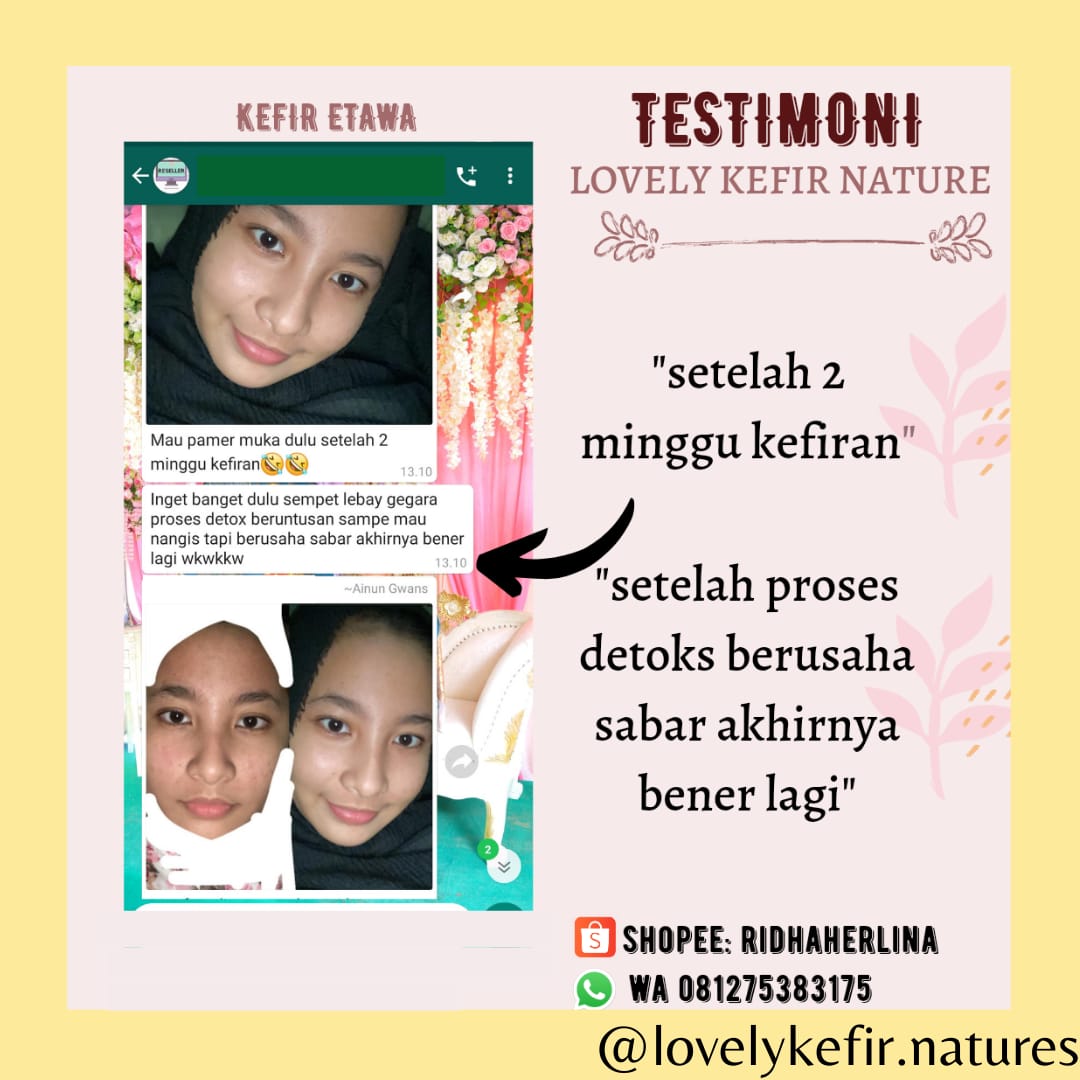 KEFIR ETAWA
RESELLER
Mau pamer muka dulu setelah 2
minggu kefiran🤣🤣
13.10
Inget banget dulu sempet lebay gegara
proses detox beruntusan sampe mau
nangis tapi berusaha sabar akhirnya bener
lagi wkwkkw
13.10
~Ainun Gwans
2
TESTIMONI
LOVELY KEFIR NATURE
"setelah 2
minggu kefiran"
"setelah proses
detoks berusaha
sabar akhirnya
bener lagi"
SHOPEE: RIDHAHERLINA
WA 081275383175
@lovelykefir.natures